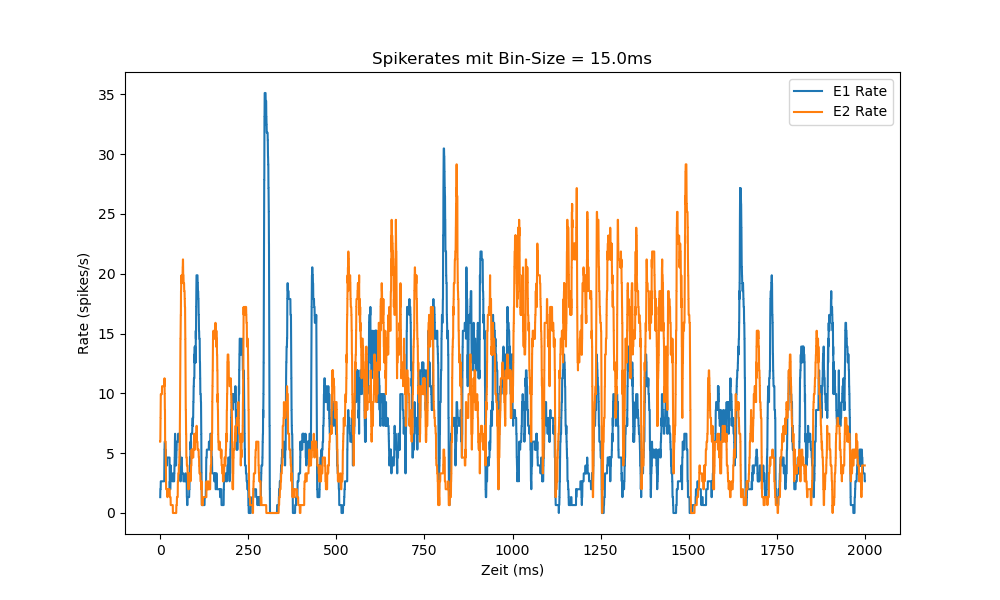 Spikerates mit Bin-Size = 15.0ms
E1 Rate
E2 Rate
Rate (spikes/s)
35
30
25
20
15
10
5
0
0 250 500 750 1000 1250 1500 1750 2000
Zeit (ms)